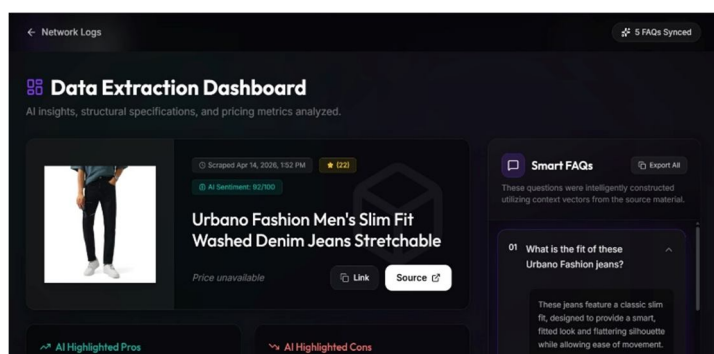 ← Network Logs
5 FAQs Synced
Data Extraction Dashboard
AI insights, structural specifications, and pricing metrics analyzed.
Scraped Apr 14, 2026, 1:52 PM
★ (22)
AI Sentiment: 92/100
Urbano Fashion Men's Slim Fit
Washed Denim Jeans Stretchable
Price unavailable
Link
Source
AI Highlighted Pros
AI Highlighted Cons
Smart FAQs
Export All
These questions were intelligently constructed
utilizing context vectors from the source material.
01 What is the fit of these
Urbano Fashion jeans?
These jeans feature a classic slim
fit, designed to provide a smart,
fitted look and flattering silhouette
while allowing ease of movement.